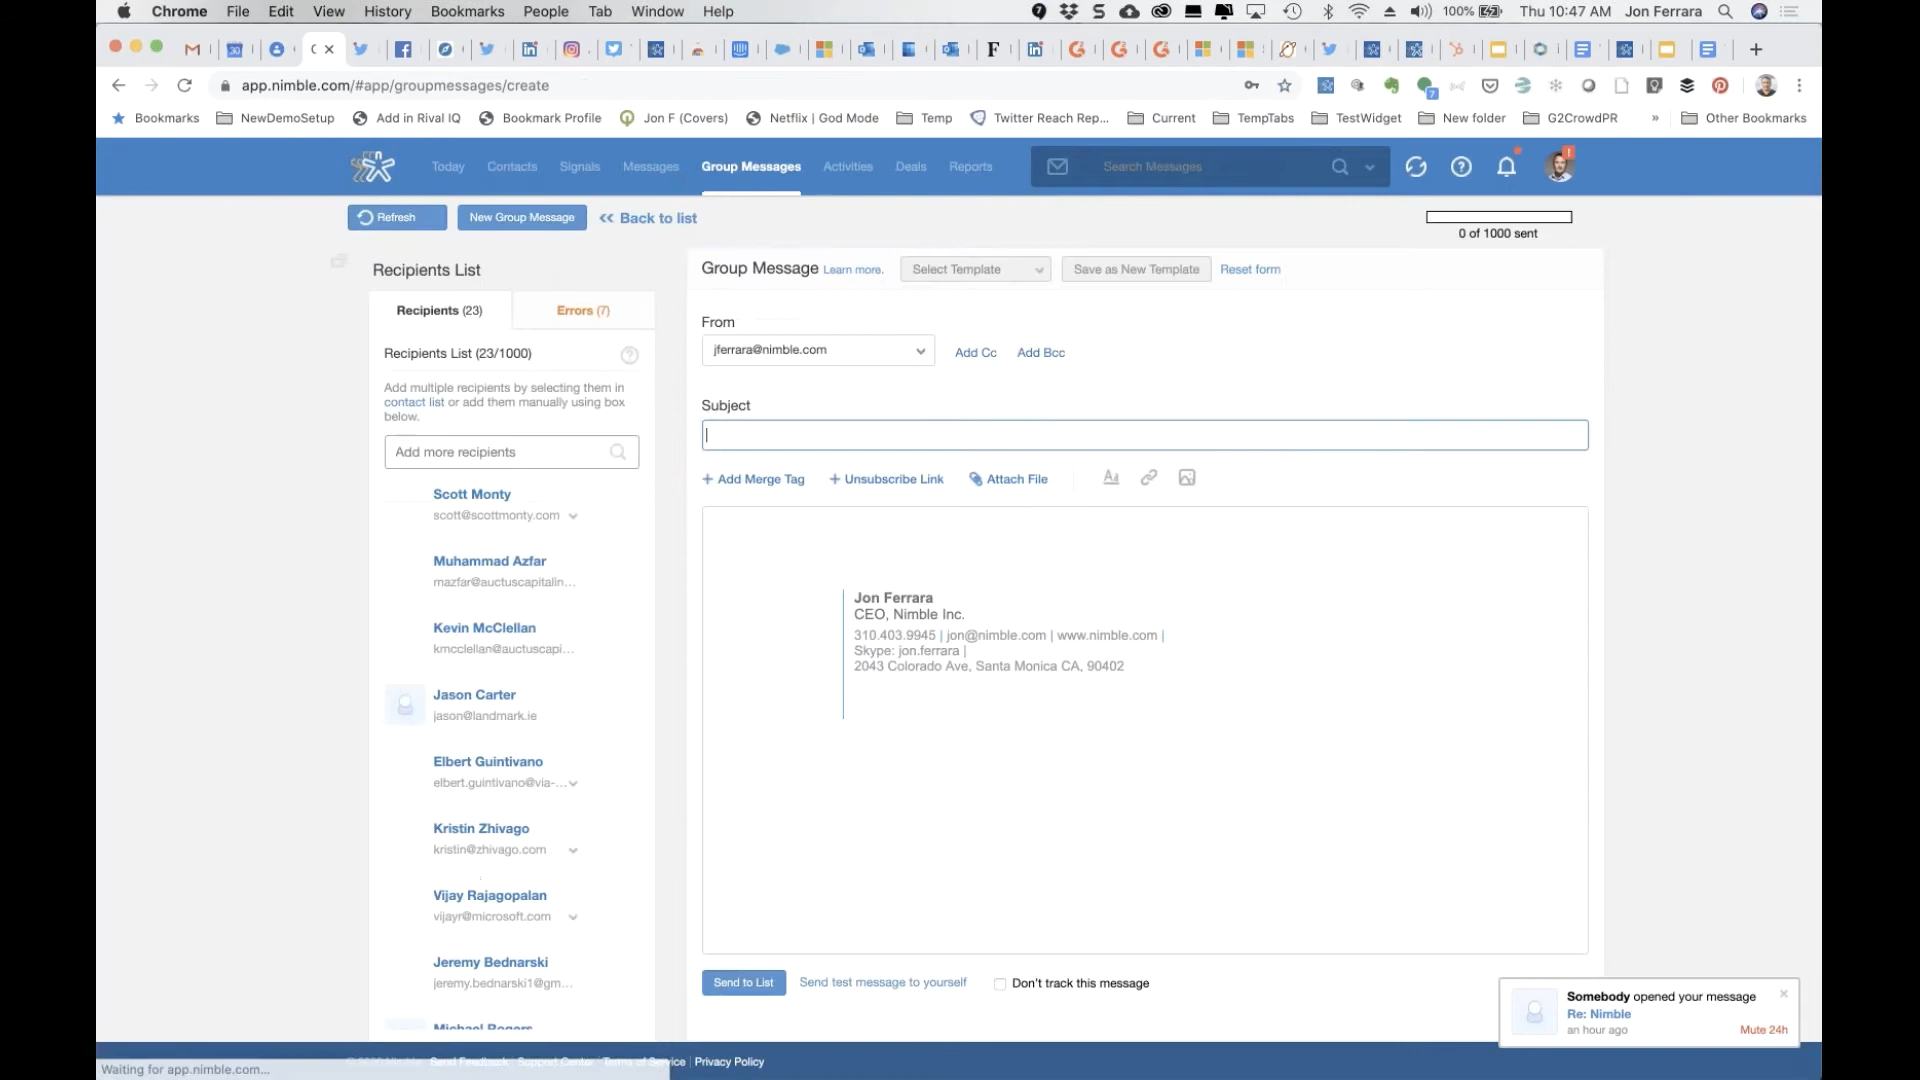 Chrome File Edit View History Bookmarks People Tab Window Help 100% Thu 10:47 AM Jon Ferrara
app.nimble.com/#app/groupmessages/create
Bookmarks NewDemoSetup Add in Rival IQ Bookmark Profile Jon F (Covers) Netflix | God Mode Temp Twitter Reach Rep... Current TempTabs TestWidget New folder G2CrowdPR » Other Bookmarks
Today Contacts Signals Messages Group Messages Activities Deals Reports Search Messages
Refresh New Group Message << Back to list
0 of 1000 sent
Recipients List
Recipients (23) Errors (7)
Recipients List (23/1000)
Add multiple recipients by selecting them in
contact list or add them manually using box
below.
Add more recipients
Scott Monty
scott@scottmonty.com
Muhammad Azfar
mazfar@auctuscapitalin...
Kevin McClellan
kmcclellan@auctuscapi...
Jason Carter
jason@landmark.ie
Elbert Guintivano
elbert.guintivano@via-...
Kristin Zhivago
kristin@zhivago.com
Vijay Rajagopalan
vijayr@microsoft.com
Jeremy Bednarski
jeremy.bednarski1@gm...
Michael Rogers
Group Message Learn more. Select Template Save as New Template Reset form
From
jferrara@nimble.com Add Cc Add Bcc
Subject
+ Add Merge Tag + Unsubscribe Link Attach File
Jon Ferrara
CEO, Nimble Inc.
310.403.9945 | jon@nimble.com | www.nimble.com |
Skype: jon.ferrara |
2043 Colorado Ave, Santa Monica CA, 90402
Send to List Send test message to yourself Don't track this message
Somebody opened your message
Re: Nimble
an hour ago Mute 24h
Send Feedback | Support Center | Terms of Service | Privacy Policy
Waiting for app.nimble.com...